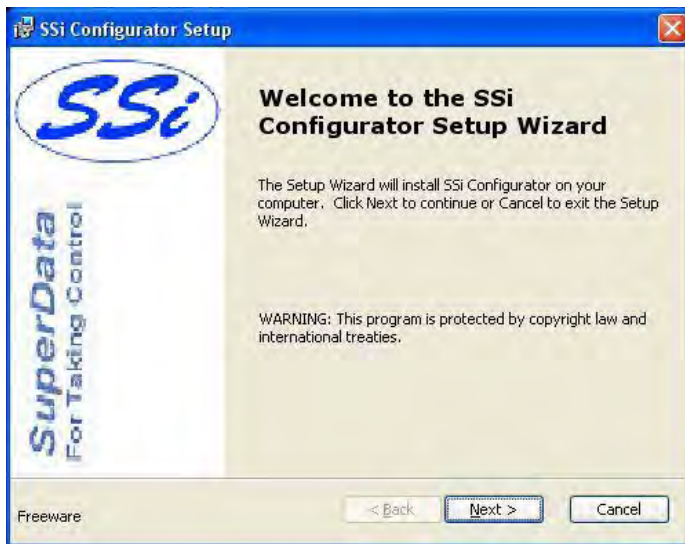 SSi Configurator Setup
SSi
SuperData
For Taking Control
Welcome to the SSi
Configurator Setup Wizard
The Setup Wizard will install SSi Configurator on your
computer. Click Next to continue or Cancel to exit the Setup
Wizard.
WARNING: This program is protected by copyright law and
international treaties.
Freeware
< Back
Next >
Cancel